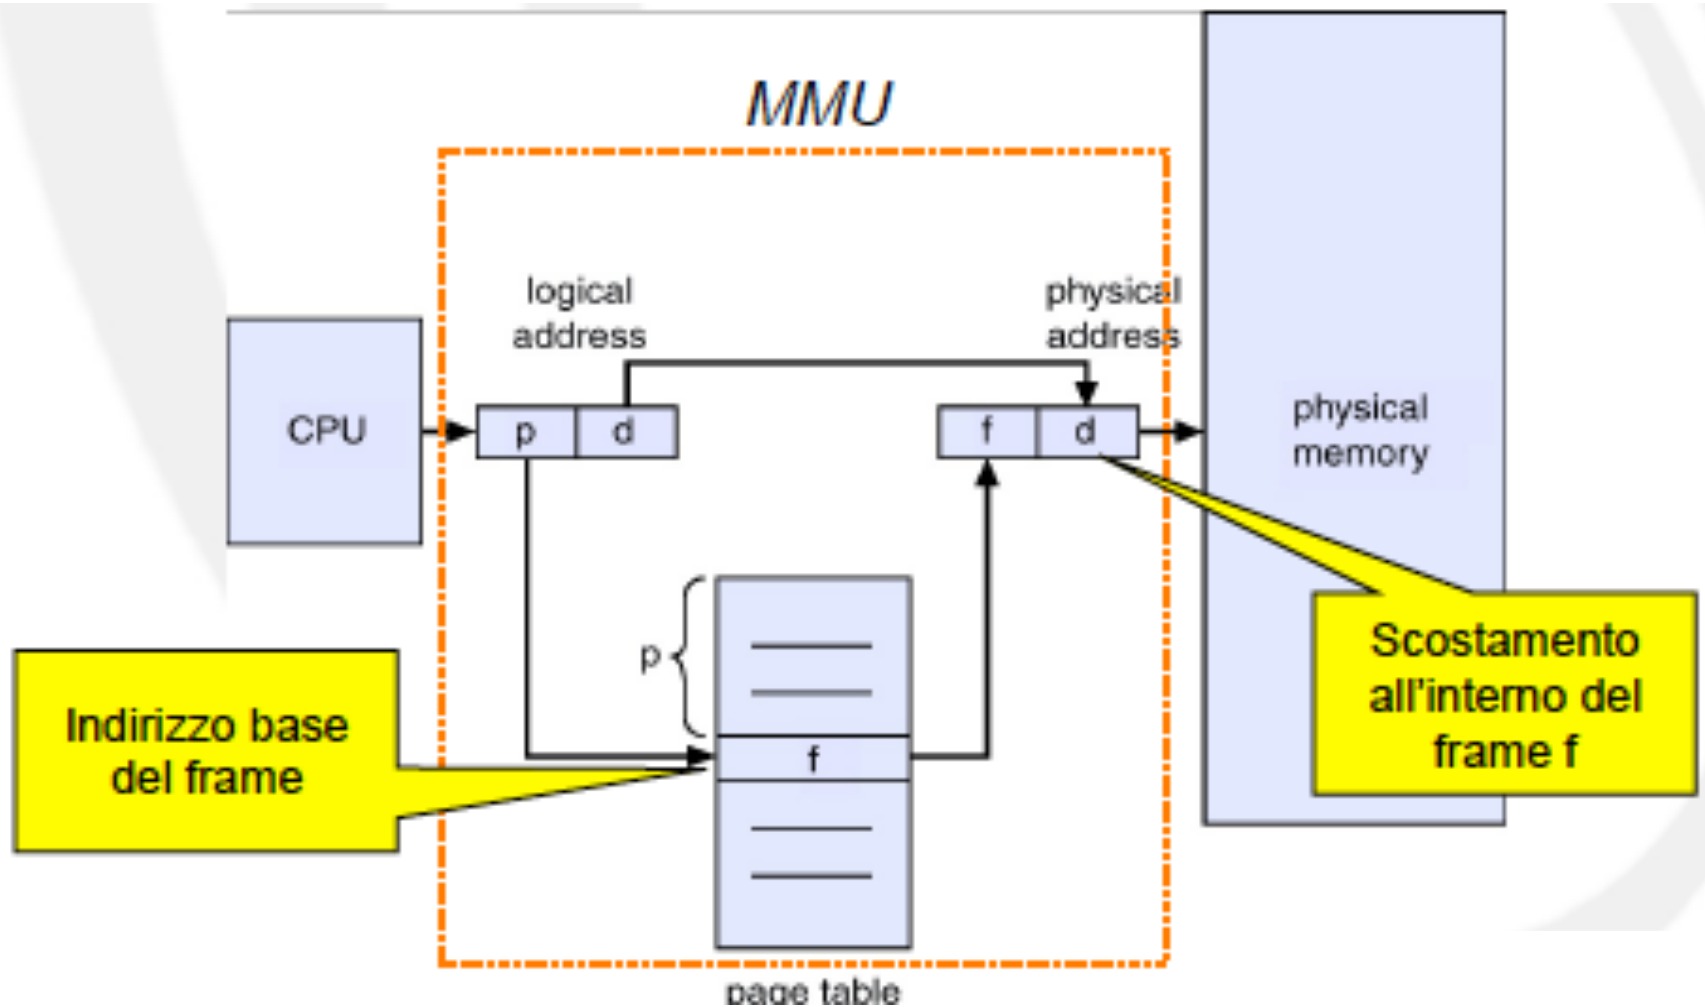 MMU
logical
address
physical
address
CPU
p
d
f
d
physical
memory
p
f
Indirizzo base
del frame
Scostamento
all'interno del
frame f
page table